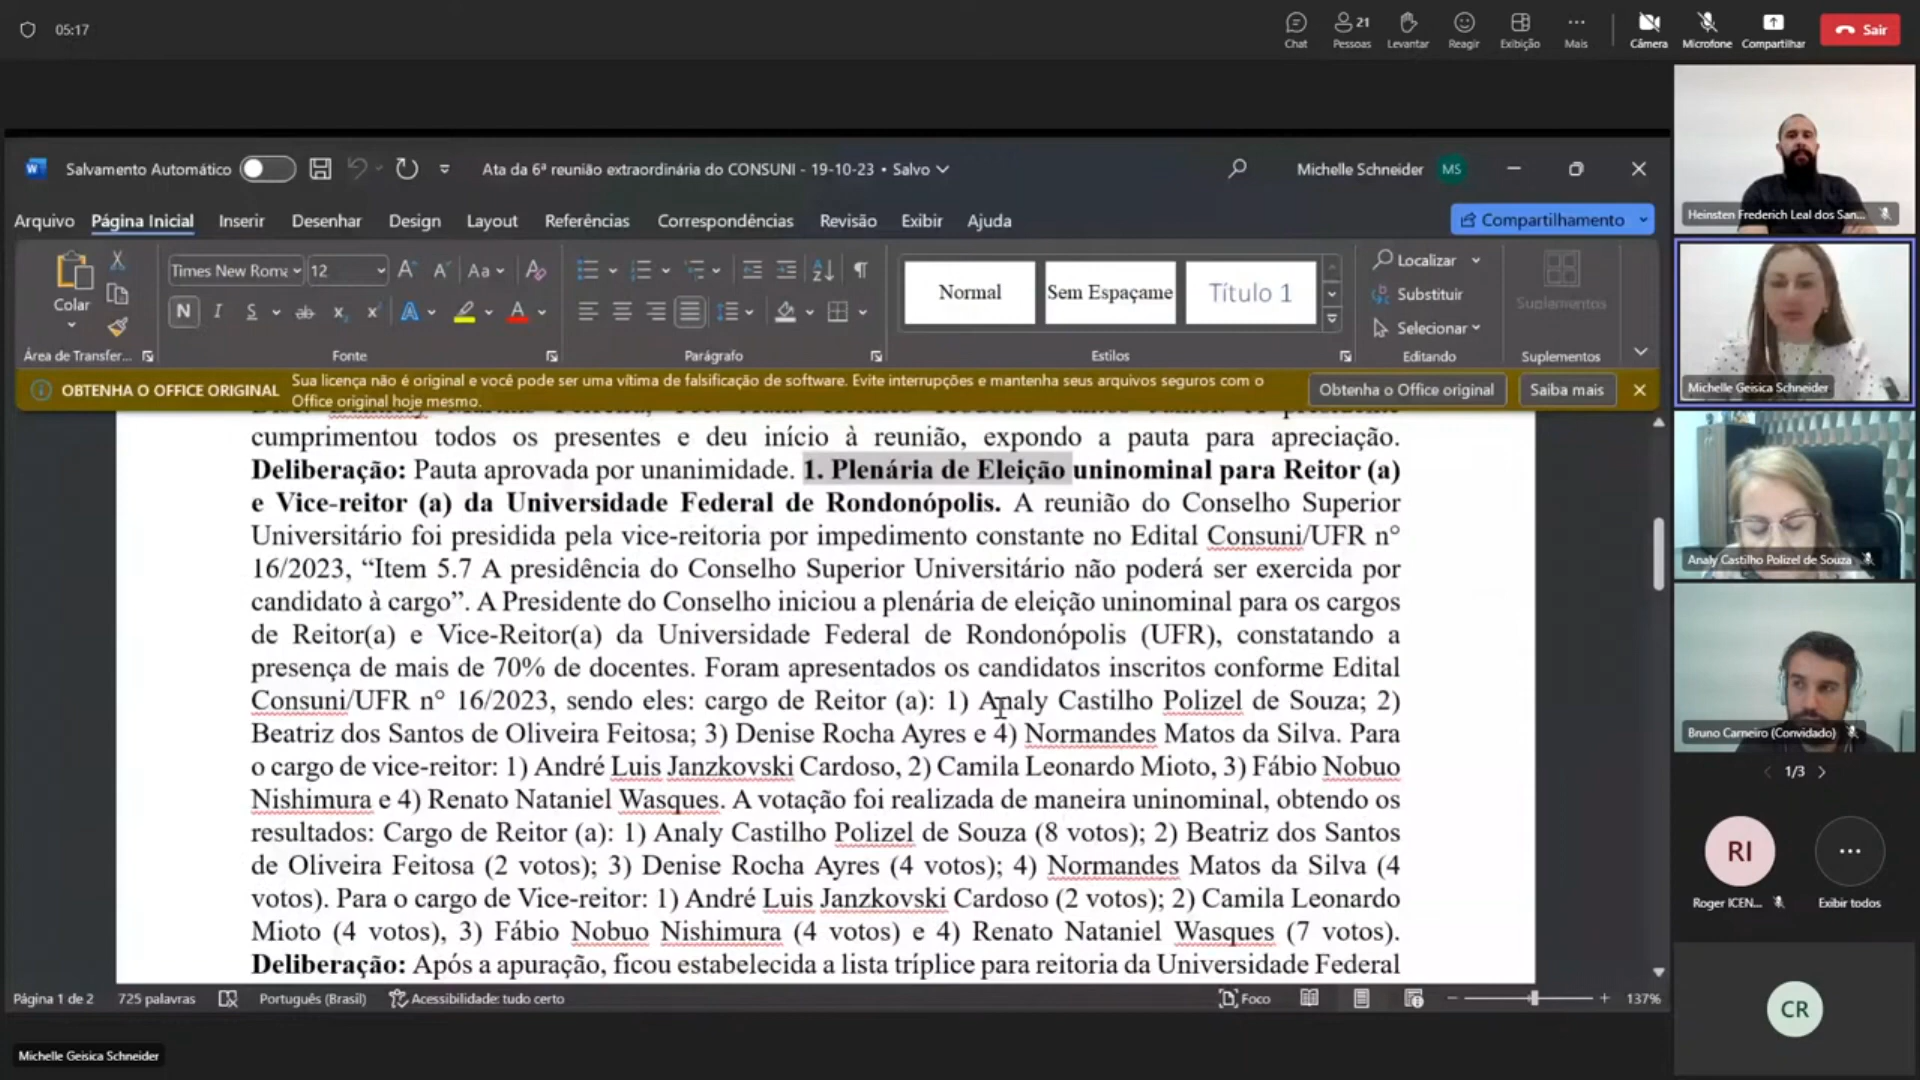 05:17
Chat
21
Pessoas
Levantar
Reagir
Exibição
Mais
Câmera
Microfone
Compartilhar
Sair
Salvamento Automático
Ata da 6ª reunião extraordinária do CONSUNI - 19-10-23 • Salvo
Michelle Schneider
MS
Arquivo
Página Inicial
Inserir
Desenhar
Design
Layout
Referências
Correspondências
Revisão
Exibir
Ajuda
Compartilhamento
Colar
Área de Transfer...
Times New Roma
12
Fonte
Parágrafo
Normal
Sem Espaçame
Título 1
Estilos
Localizar
Substituir
Selecionar
Editando
Suplementos
Suplementos
OBTENHA O OFFICE ORIGINAL
Sua licença não é original e você pode ser uma vítima de falsificação de software. Evite interrupções e mantenha seus arquivos seguros com o
Office original hoje mesmo.
Obtenha o Office original
Saiba mais
cumprimentou todos os presentes e deu início à reunião, expondo a pauta para apreciação.
Deliberação: Pauta aprovada por unanimidade. 1. Plenária de Eleição uninominal para Reitor (a)
e Vice-reitor (a) da Universidade Federal de Rondonópolis. A reunião do Conselho Superior
Universitário foi presidida pela vice-reitoria por impedimento constante no Edital Consuni/UFR n°
16/2023, “Item 5.7 A presidência do Conselho Superior Universitário não poderá ser exercida por
candidato à cargo”. A Presidente do Conselho iniciou a plenária de eleição uninominal para os cargos
de Reitor(a) e Vice-Reitor(a) da Universidade Federal de Rondonópolis (UFR), constatando a
presença de mais de 70% de docentes. Foram apresentados os candidatos inscritos conforme Edital
Consuni/UFR n° 16/2023, sendo eles: cargo de Reitor (a): 1) Analy Castilho Polizel de Souza; 2)
Beatriz dos Santos de Oliveira Feitosa; 3) Denise Rocha Ayres e 4) Normandes Matos da Silva. Para
o cargo de vice-reitor: 1) André Luis Janzkovski Cardoso, 2) Camila Leonardo Mioto, 3) Fábio Nobuo
Nishimura e 4) Renato Nataniel Wasques. A votação foi realizada de maneira uninominal, obtendo os
resultados: Cargo de Reitor (a): 1) Analy Castilho Polizel de Souza (8 votos); 2) Beatriz dos Santos
de Oliveira Feitosa (2 votos); 3) Denise Rocha Ayres (4 votos); 4) Normandes Matos da Silva (4
votos). Para o cargo de Vice-reitor: 1) André Luis Janzkovski Cardoso (2 votos); 2) Camila Leonardo
Mioto (4 votos), 3) Fábio Nobuo Nishimura (4 votos) e 4) Renato Nataniel Wasques (7 votos).
Deliberação: Após a apuração, ficou estabelecida a lista tríplice para reitoria da Universidade Federal
Página 1 de 2
725 palavras
Português (Brasil)
Acessibilidade: tudo certo
Foco
137%
Michelle Geisica Schneider
Heinsten Frederich Leal dos San...
Michelle Geisica Schneider
Analy Castilho Polizel de Souza
Bruno Carneiro (Convidado)
1/3
RI
Roger ICEN...
Exibir todos
CR